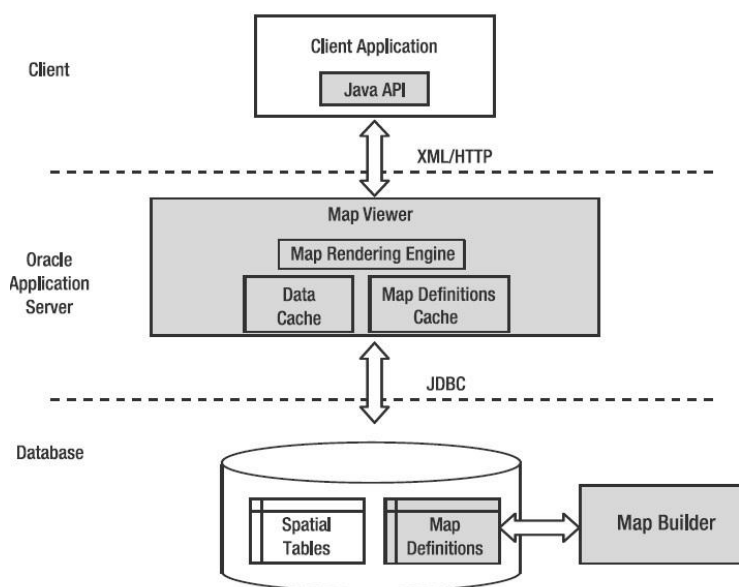 Client Application
Client
Java API
XML/HTTP
Map Viewer
Map Rendering Engine
Oracle
Application
Server
Data
Cache
Map Definitions
Cache
JDBC
Database
Spatial
Tables
Map
Definitions
Map Builder